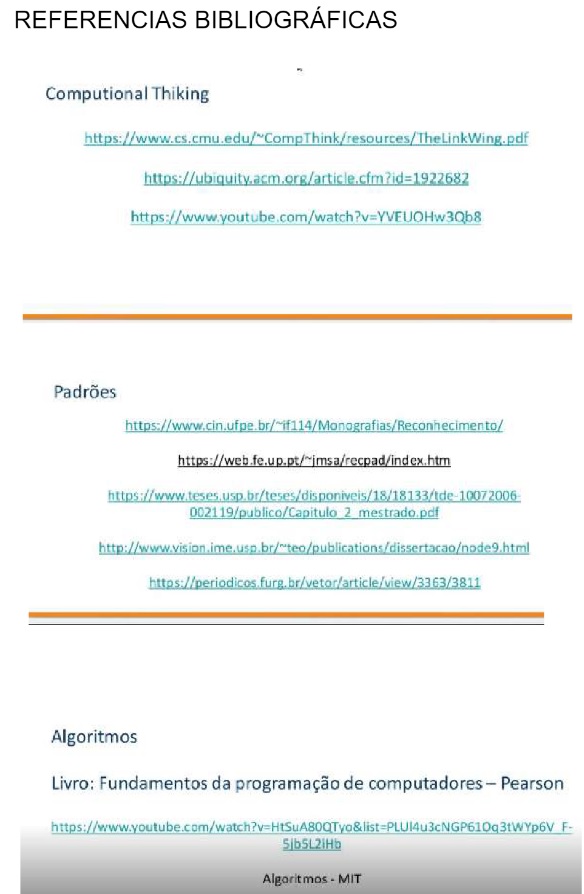 REFERENCIAS BIBLIOGRÁFICAS
~
Computional Thiking
https://www.cs.cmu.edu/~CompThink/resources/TheLinkWing.pdf
https://ubiquity.acm.org/article.cfm?id=1922682
https://www.youtube.com/watch?v=YVEUOHw3Qb8
Padrões
https://www.cin.ufpe.br/~if114/Monografias/Reconhecimento/
https://web.fe.up.pt/~jmsa/recpad/index.htm
https://www.teses.usp.br/teses/disponiveis/18/18133/tde-10072006-
002119/publico/Capitulo_2_mestrado.pdf
http://www.vision.ime.usp.br/~teo/publications/dissertacao/node9.html
https://periodicos.furg.br/vetor/article/view/3363/3811
Algoritmos
Livro: Fundamentos da programação de computadores – Pearson
https://www.youtube.com/watch?v=HtSuA80QTyo&list=PLUl4u3cNGP61Oq3tWYp6V_F-
5jb5L2iHb
Algoritmos - MIT